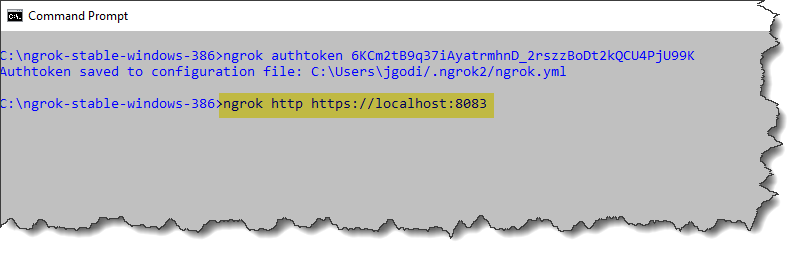 Command Prompt
C:\ngrok-stable-windows-386>ngrok authtoken 6KCm2tB9q37iAyatrmhnD_2rszzBoDt2kQCU4PjU99K
Authtoken saved to configuration file: C:\Users\jgodi/.ngrok2/ngrok.yml
C:\ngrok-stable-windows-386>ngrok http https://localhost:8083